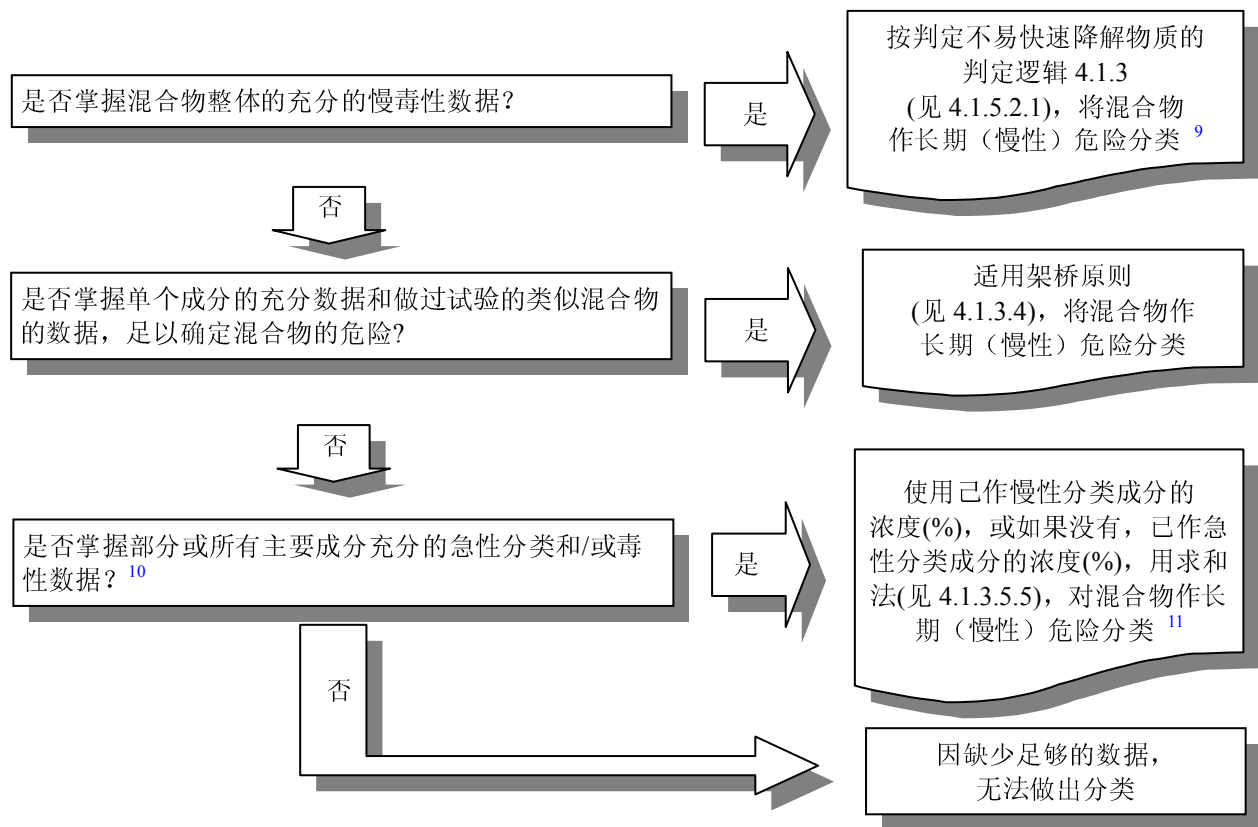 是否掌握混合物整体的充分的慢毒性数据？
是
按判定不易快速降解物质的
判定逻辑 4.1.3
(见 4.1.5.2.1)，将混合物
作长期（慢性）危险分类 9
否
是否掌握单个成分的充分数据和做过试验的类似混合物
的数据，足以确定混合物的危险?
是
适用架桥原则
(见 4.1.3.4)，将混合物作
长期（慢性）危险分类
否
是否掌握部分或所有主要成分充分的急性分类和/或毒
性数据？10
是
使用己作慢性分类成分的
浓度(%)，或如果没有，己作急
性分类成分的浓度(%)，用求和
法(见 4.1.3.5.5)，对混合物作长
期（慢性）危险分类 11
否
因缺少足够的数据，
无法做出分类